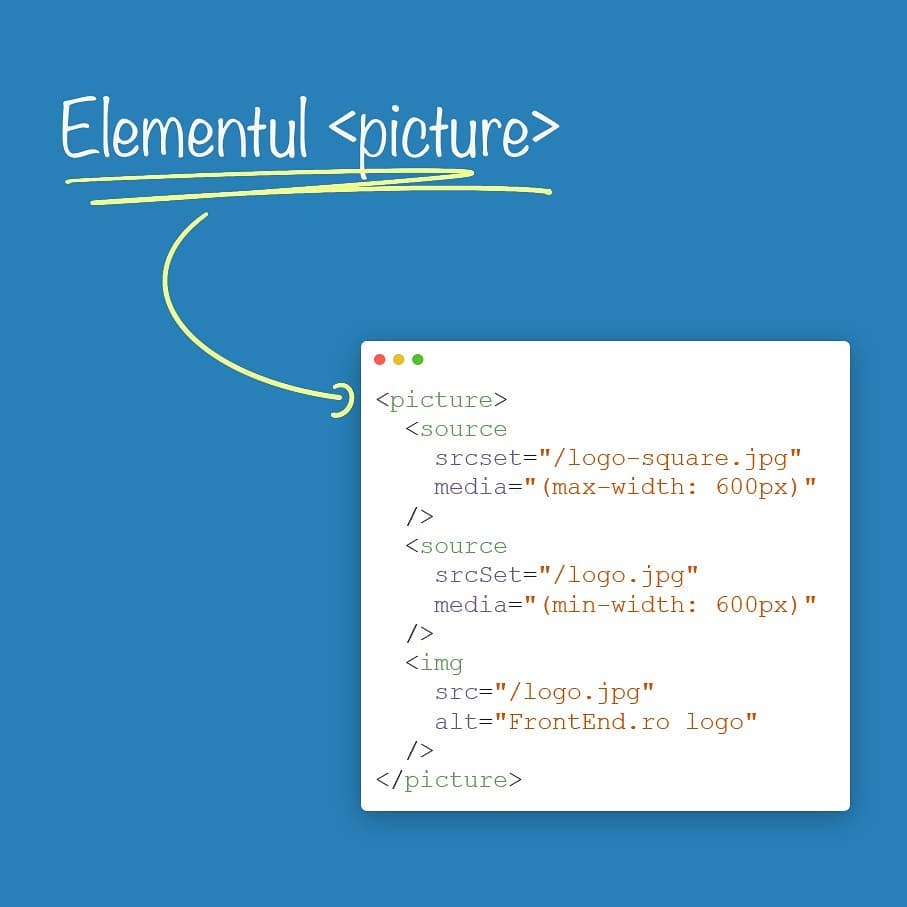 Elementul <picture>
<picture>
  <source
    srcset="/logo-square.jpg"
    media="(max-width: 600px)"
  />
  <source
    srcSet="/logo.jpg"
    media="(min-width: 600px)"
  />
  <img
    src="/logo.jpg"
    alt="FrontEnd.ro logo"
  />
</picture>